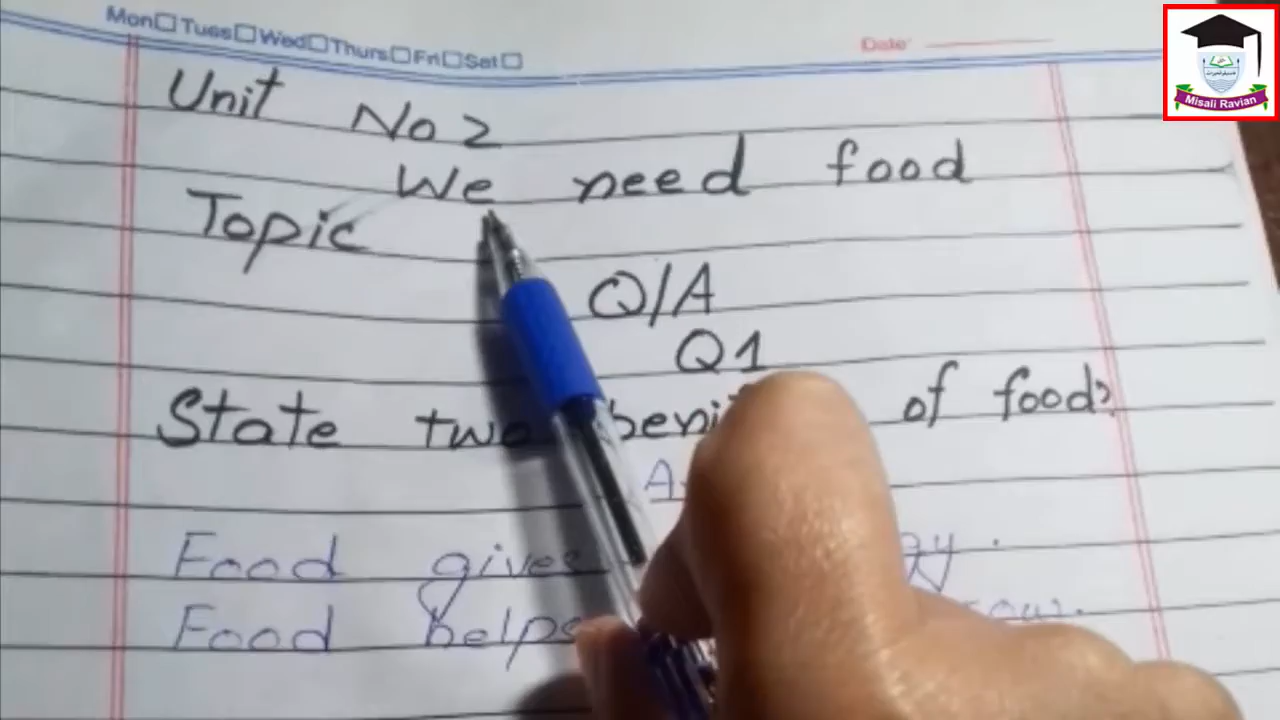 Mon Tues Wed Thurs Fri Sat
Date
Misali Ravian
Unit No 2
We need food
Topic
Q/A
Q1
State two of food?
Food gives
Food helps